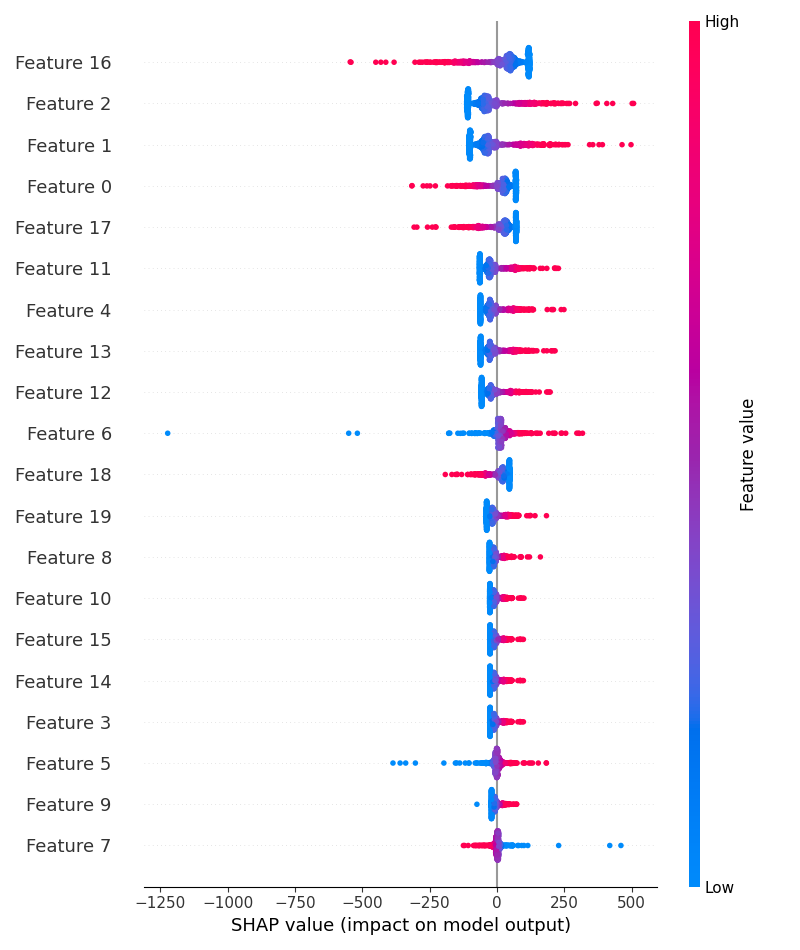 High
Feature 16
Feature 2
Feature 1
Feature 0
Feature 17
Feature 11
Feature 4
Feature 13
Feature 12
Feature 6
Feature 18
Feature 19
Feature 8
Feature 10
Feature 15
Feature 14
Feature 3
Feature 5
Feature 9
Feature 7
Feature value
Low
−1250 −1000 −750 −500 −250 0 250 500
SHAP value (impact on model output)